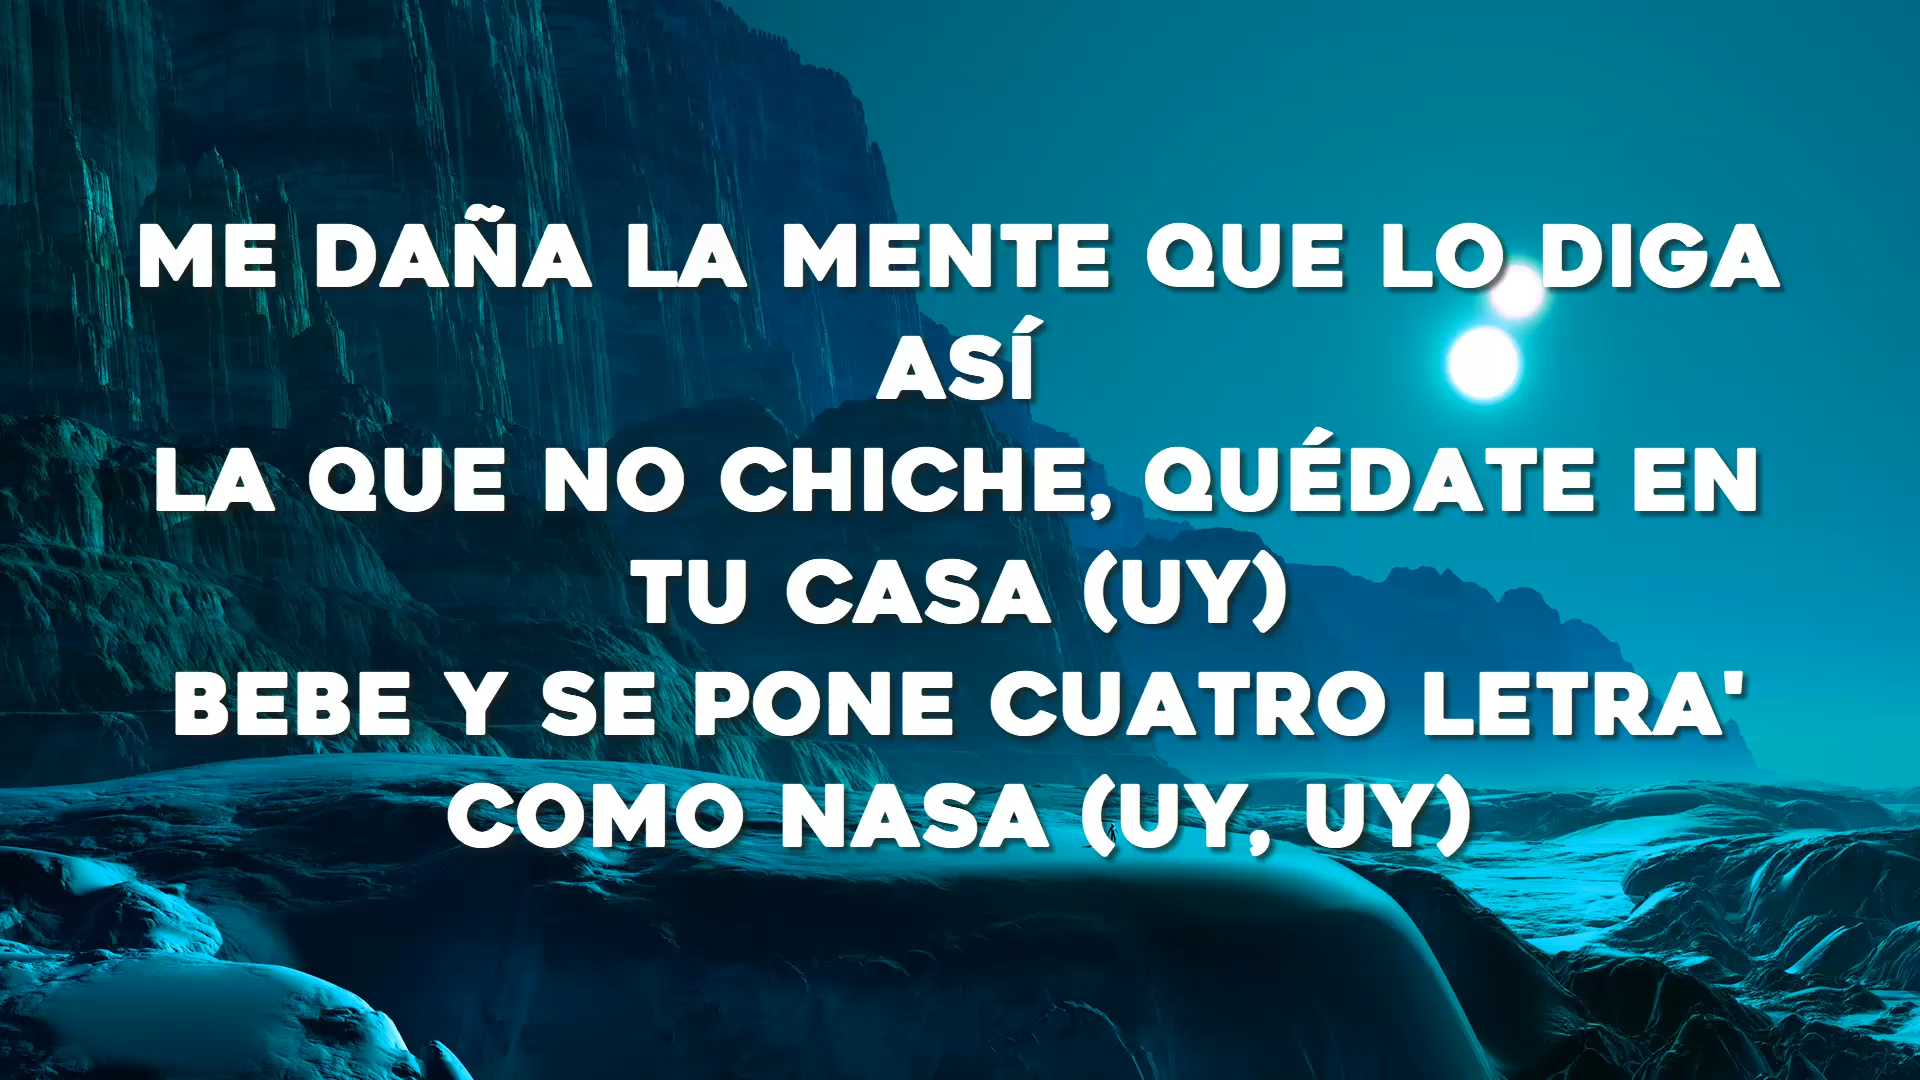 ME DAÑA LA MENTE QUE LO DIGA
ASÍ
LA QUE NO CHICHE, QUÉDATE EN
TU CASA (UY)
BEBE Y SE PONE CUATRO LETRA'
COMO NASA (UY, UY)